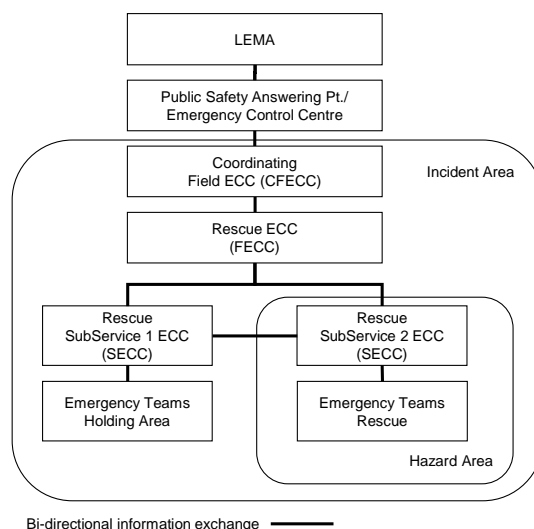 LEMA
Public Safety Answering Pt./
Emergency Control Centre
Coordinating
Field ECC (CFECC)
Incident Area
Rescue ECC
(FECC)
Rescue
SubService 1 ECC
(SECC)
Rescue
SubService 2 ECC
(SECC)
Emergency Teams
Holding Area
Emergency Teams
Rescue
Hazard Area
Bi-directional information exchange